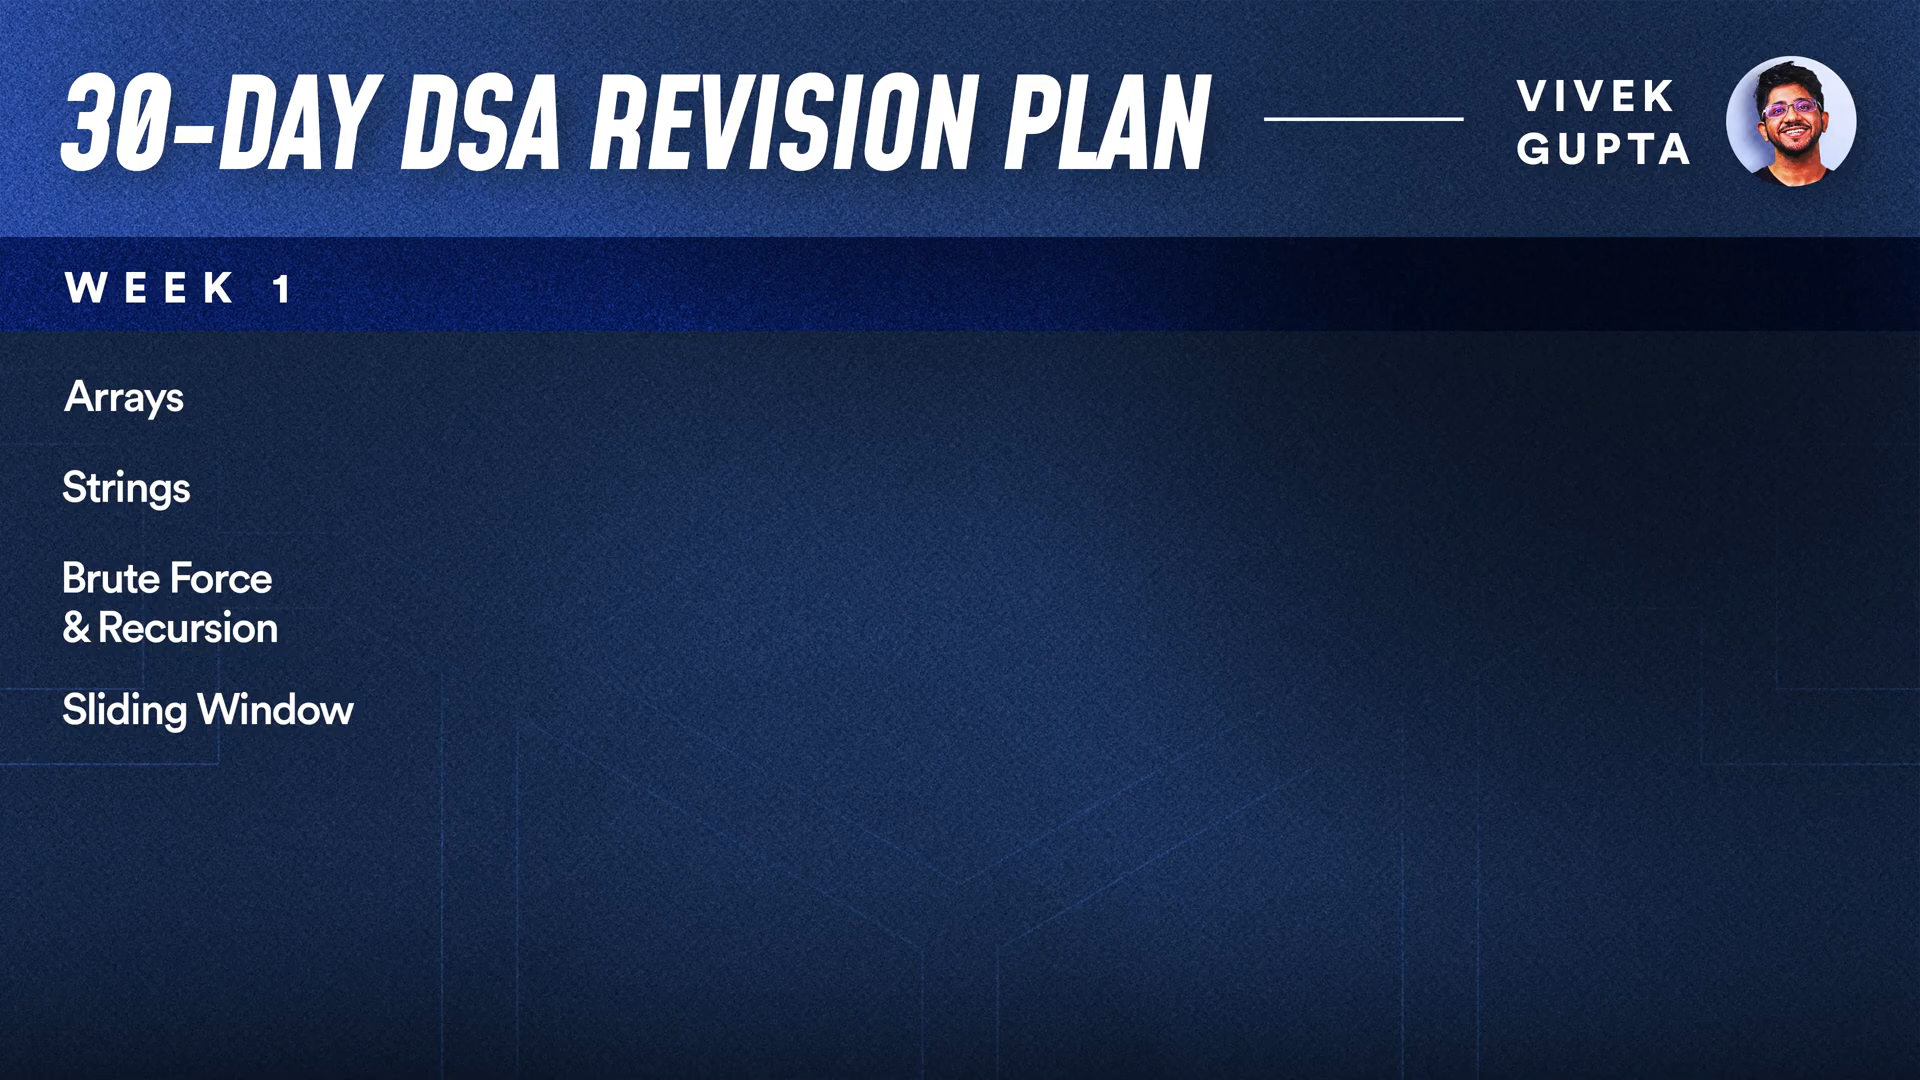 30-DAY DSA REVISION PLAN
VIVEK
GUPTA
WEEK 1
Arrays
Strings
Brute Force
& Recursion
Sliding Window